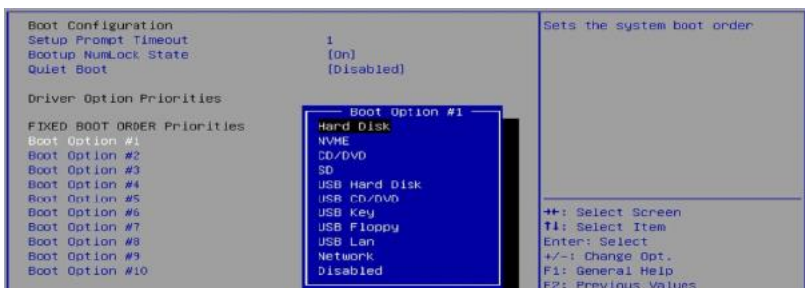 Boot Configuration
Setup Prompt Timeout 1
Bootup NumLock State [On]
Quiet Boot [Disabled]
Driver Option Priorities
FIXED BOOT ORDER Priorities
Boot Option #1
Boot Option #2
Boot Option #3
Boot Option #4
Boot Option #5
Boot Option #6
Boot Option #7
Boot Option #8
Boot Option #9
Boot Option #10
Boot Option #1
Hard Disk
NVME
CD/DVD
SD
USB Hard Disk
USB CD/DVD
USB Key
USB Floppy
USB Lan
Network
Disabled
Sets the system boot order
→←: Select Screen
↑↓: Select Item
Enter: Select
+/-: Change Opt.
F1: General Help
F2: Previous Values